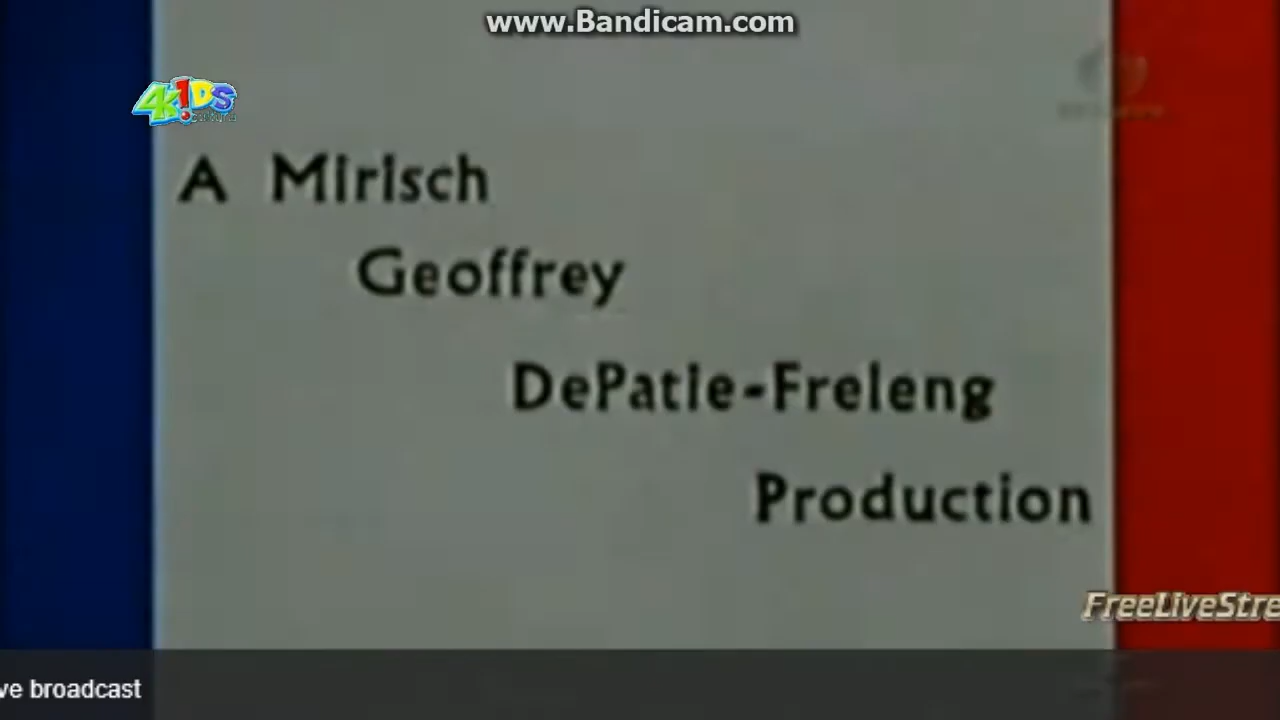 www.Bandicam.com
4KiDS
A Mirisch
Geoffrey
DePatie-Freleng
Production
FreeLiveStre
ve broadcast